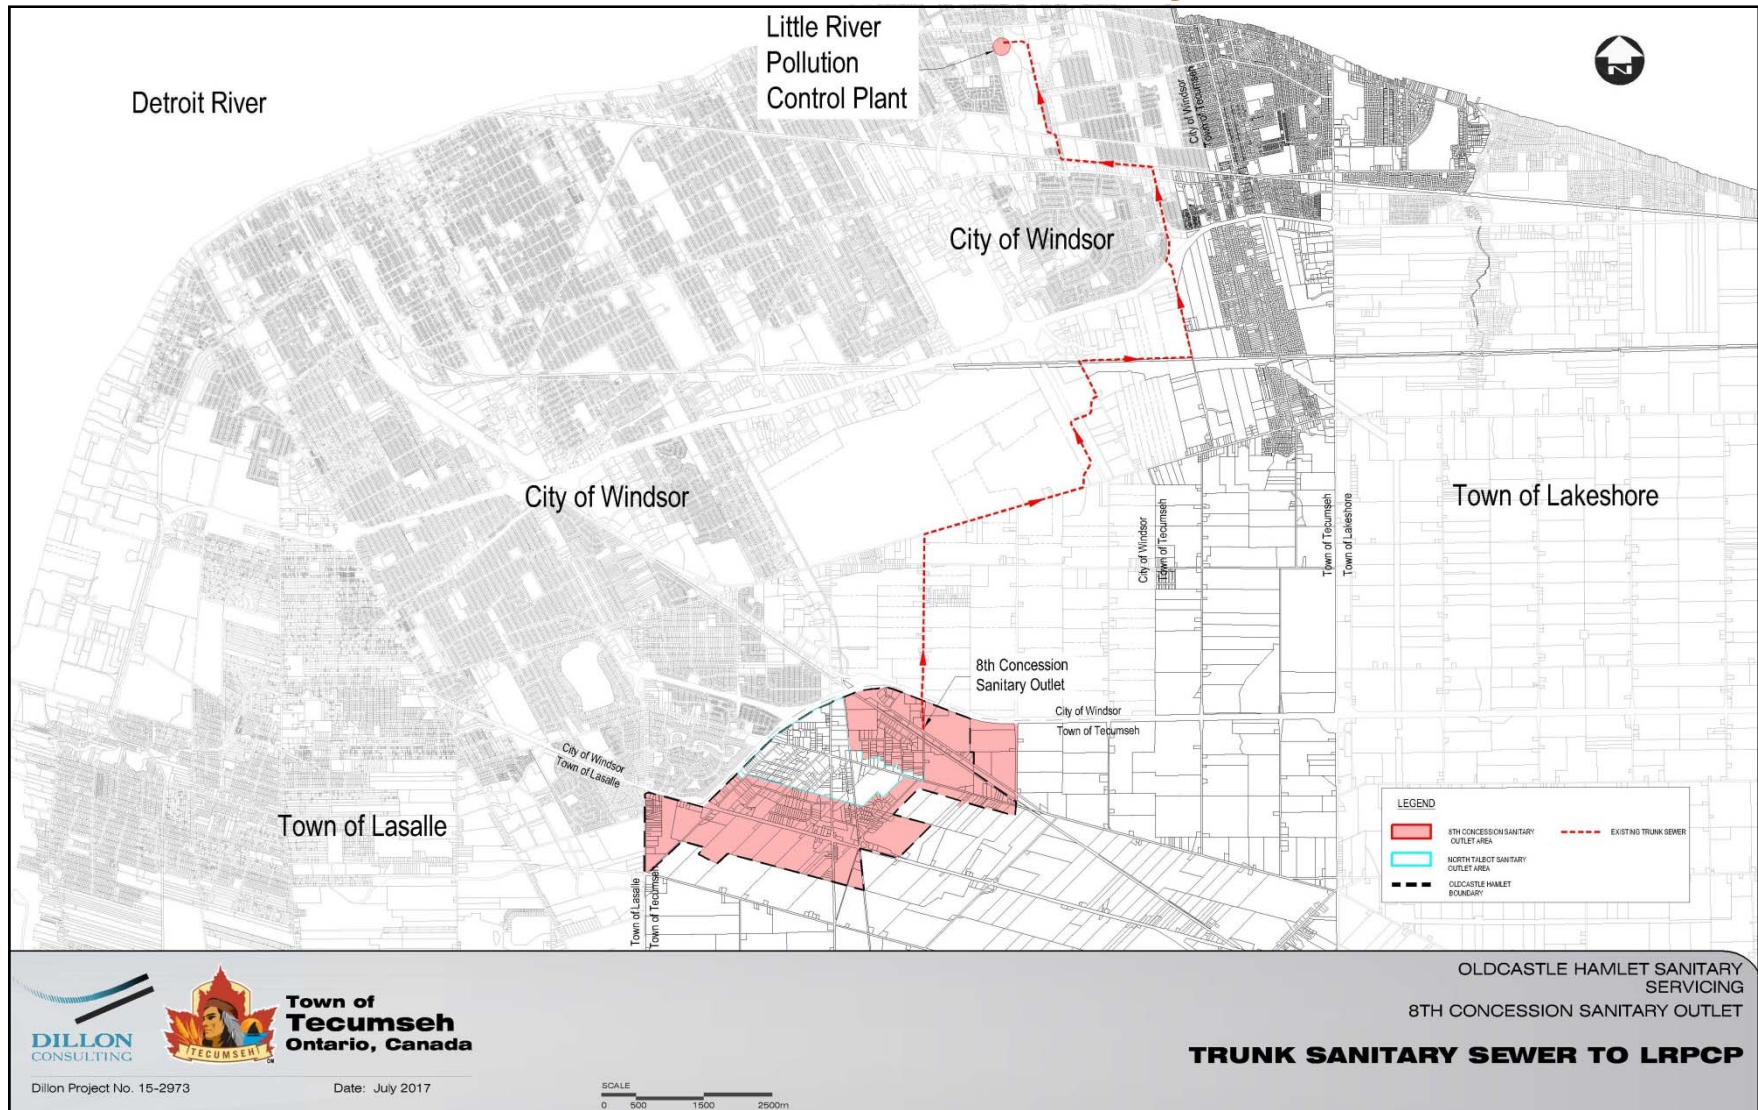 Little River
Pollution
Control Plant
Detroit River
N
City of Windsor
Town of Tecumseh
City of Windsor
City of Windsor
Town of Lakeshore
City of Windsor
Town of Tecumseh
Town of Tecumseh
Town of Lakeshore
8th Concession
Sanitary Outlet
City of Windsor
Town of Tecumseh
City of Windsor
Town of Lasalle
Town of Lasalle
Town of Lasalle
Town of Tecumseh
LEGEND
8TH CONCESSION SANITARY
OUTLET AREA
EXISTING TRUNK SEWER
NORTH TALBOT SANITARY
OUTLET AREA
OLDCASTLE HAMLET
BOUNDARY
DILLON
CONSULTING
TECUMSEH
Town of
Tecumseh
Ontario, Canada
Dillon Project No. 15-2973
Date: July 2017
SCALE
0 500 1500 2500m
OLDCASTLE HAMLET SANITARY
SERVICING
8TH CONCESSION SANITARY OUTLET
TRUNK SANITARY SEWER TO LRPCP